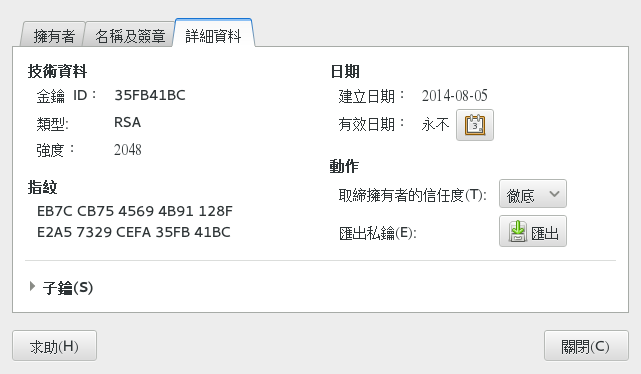 擁有者 名稱及簽章 詳細資料
技術資料
金鑰 ID： 35FB41BC
類型: RSA
強度： 2048
指紋
EB7C CB75 4569 4B91 128F
E2A5 7329 CEFA 35FB 41BC
日期
建立日期： 2014-08-05
有效日期： 永不 3
動作
取締擁有者的信任度(T): 徹底
匯出私鑰(E): 匯出
子鑰(S)
求助(H) 關閉(C)